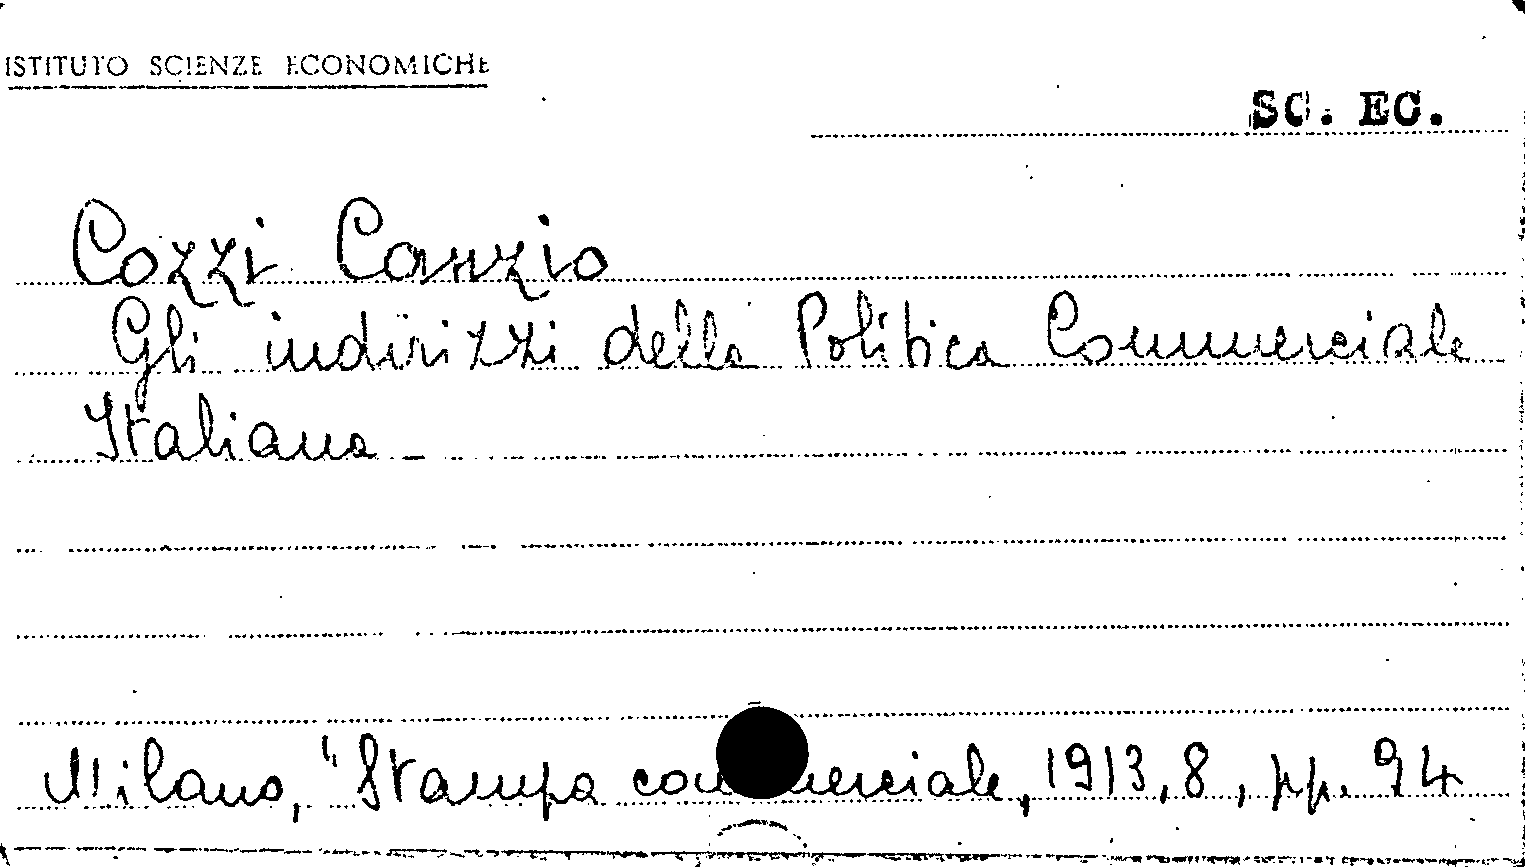 ISTITUTO SCIENZE ECONOMICHE
SC. EC.
Cozzi Canzio
Gli indirizzi della Politica Commerciale
Italiana -
Milano, "Stampa commerciale, 1913, 8, pp. 94